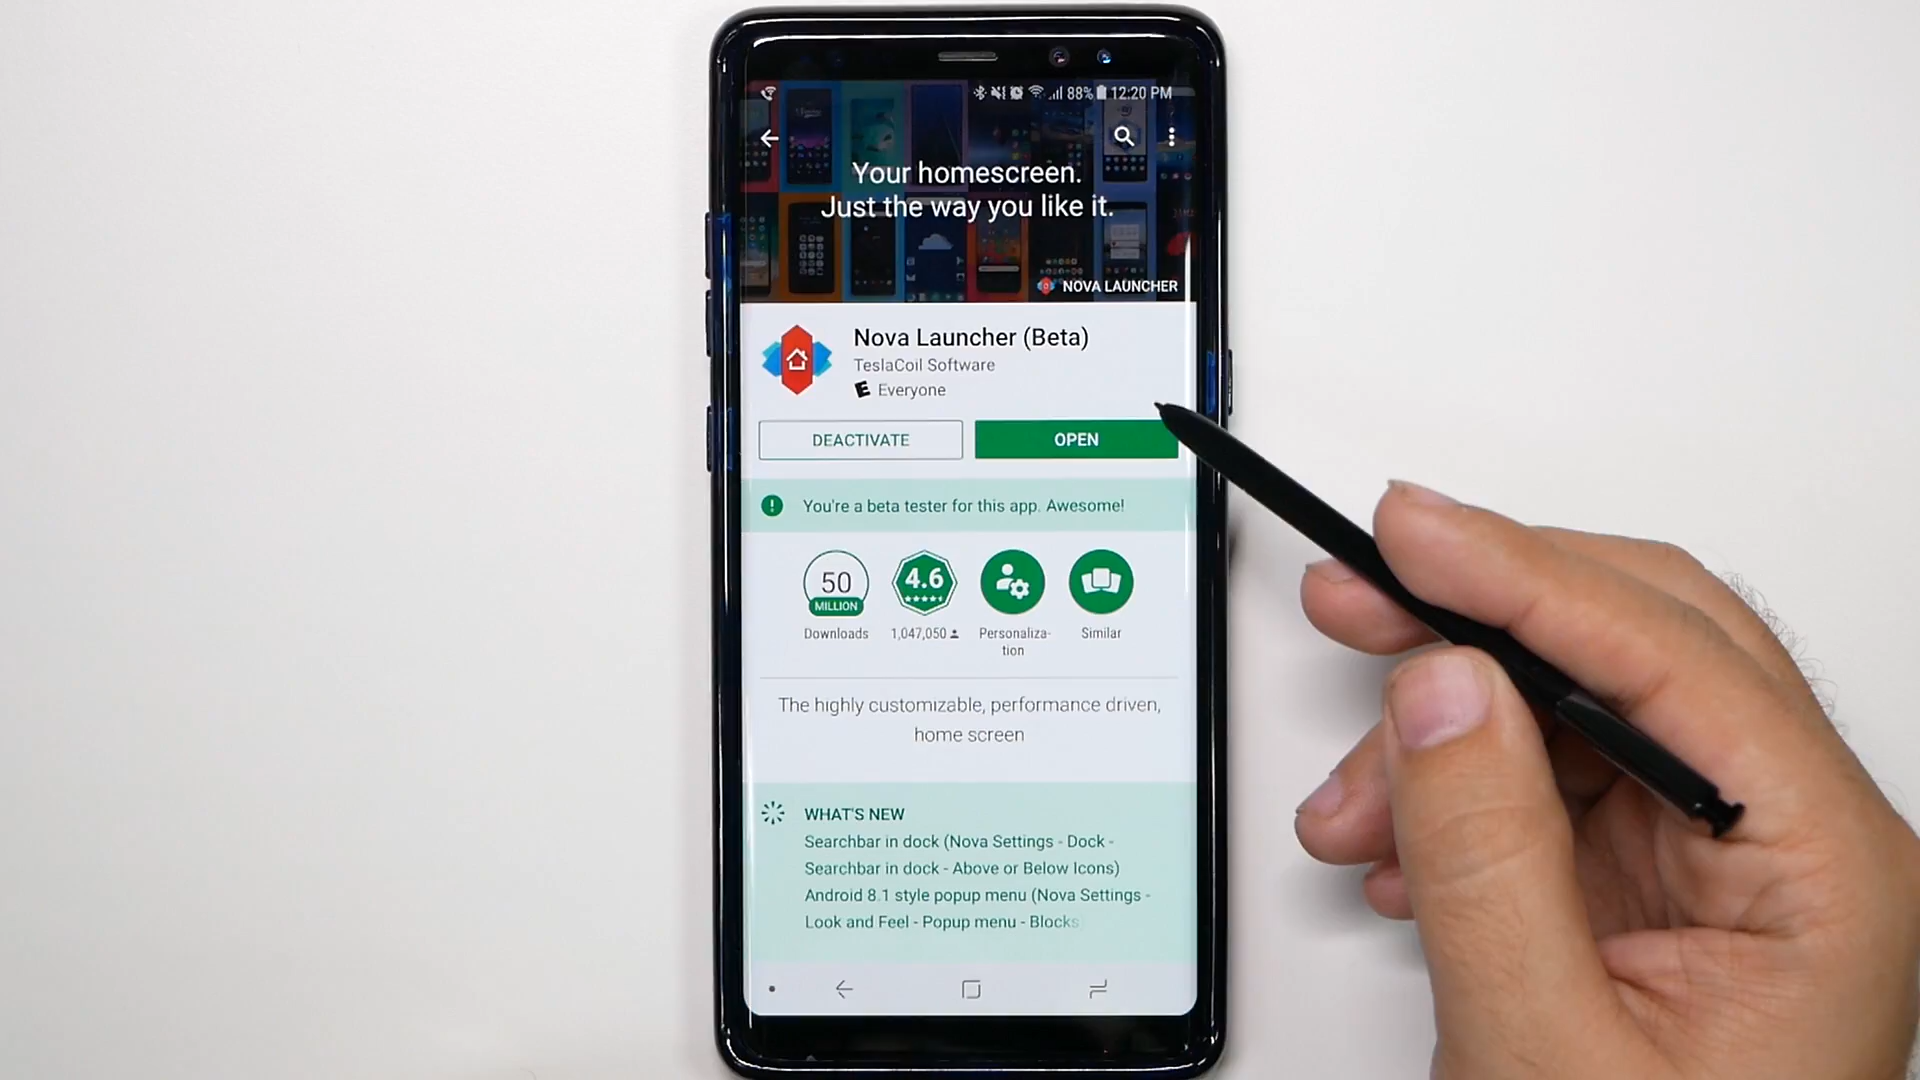 88% 12:20 PM
Your homescreen.
Just the way you like it.
NOVA LAUNCHER
Nova Launcher (Beta)
TeslaCoil Software
E Everyone
DEACTIVATE
OPEN
You're a beta tester for this app. Awesome!
50
MILLION
4.6
Downloads
1,047,050
Personaliza-
tion
Similar
The highly customizable, performance driven,
home screen
WHAT'S NEW
Searchbar in dock (Nova Settings - Dock -
Searchbar in dock - Above or Below Icons)
Android 8.1 style popup menu (Nova Settings -
Look and Feel - Popup menu - Blocks